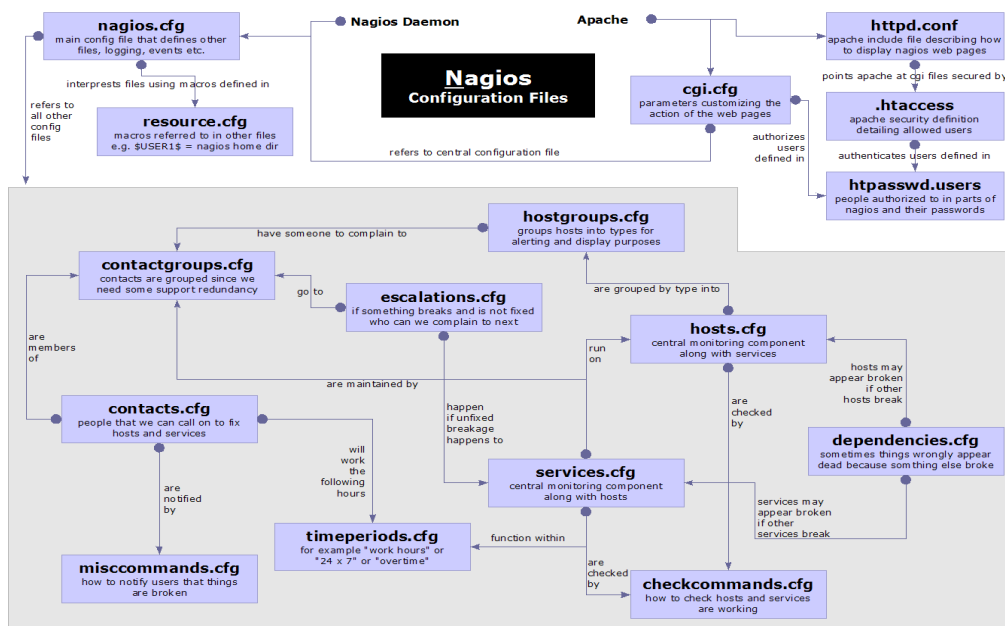 nagios.cfg
main config file that defines other
files, logging, events etc.
Nagios Daemon
Apache
httpd.conf
apache include file describing how
to display nagios web pages
Nagios
Configuration Files
interprests files using macros defined in
refers to
all other
config
files
resource.cfg
macros referred to in other files
e.g. $USER1$ = nagios home dir
cgi.cfg
parameters customizing the
action of the web pages
points apache at cgi files secured by
.htaccess
apache security definition
detailing allowed users
refers to central configuration file
authorizes
users
defined in
authenticates users defined in
htpasswd.users
people authorized to in parts of
nagios and their passwords
hostgroups.cfg
groups hosts into types for
alerting and display purposes
have someone to complain to
contactgroups.cfg
contacts are grouped since we
need some support redundancy
go to
escalations.cfg
if something breaks and is not fixed
who can we complain to next
are grouped by type into
hosts.cfg
central monitoring component
along with services
are
members
of
run
on
are maintained by
hosts may
appear broken
if other
hosts break
contacts.cfg
people that we can call on to fix
hosts and services
happen
if unfixed
breakage
happens to
are
checked
by
dependencies.cfg
sometimes things wrongly appear
dead because somthing else broke
will
work
the
following
hours
services.cfg
central monitoring component
along with hosts
are
notified
by
services may
appear broken
if other
services break
timeperiods.cfg
for example "work hours" or
"24 x 7" or "overtime"
function within
are
checked
by
misccommands.cfg
how to notify users that things
are broken
checkcommands.cfg
how to check hosts and services
are working